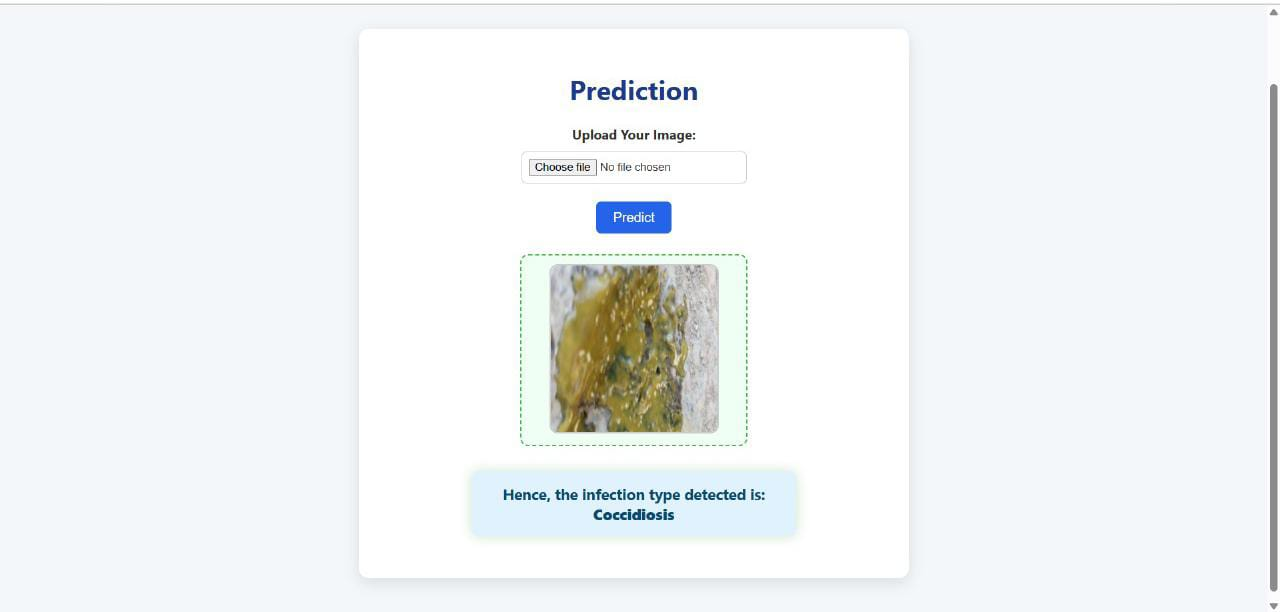 Prediction
Upload Your Image:
Choose file No file chosen
Predict
Hence, the infection type detected is:
Coccidiosis